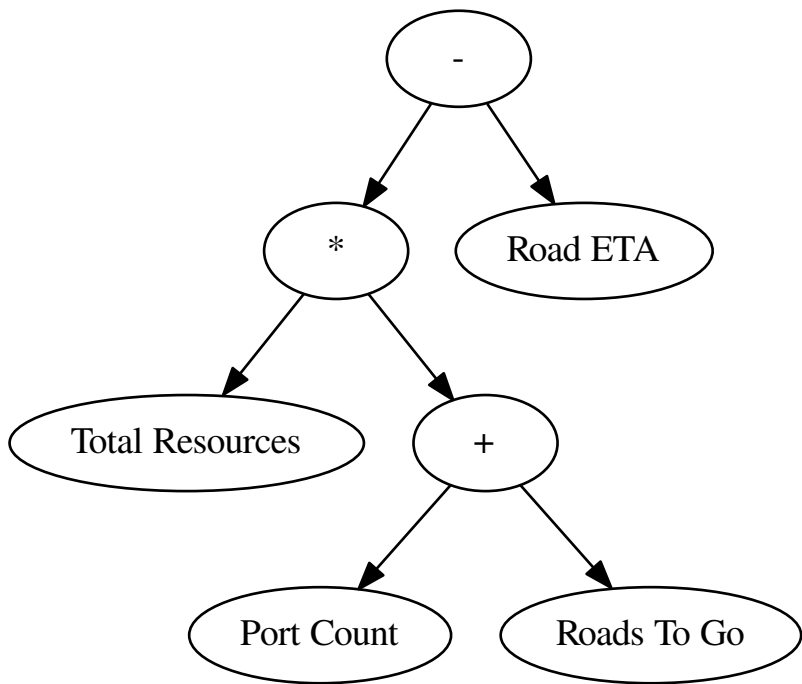 -
*
Road ETA
Total Resources
+
Port Count
Roads To Go